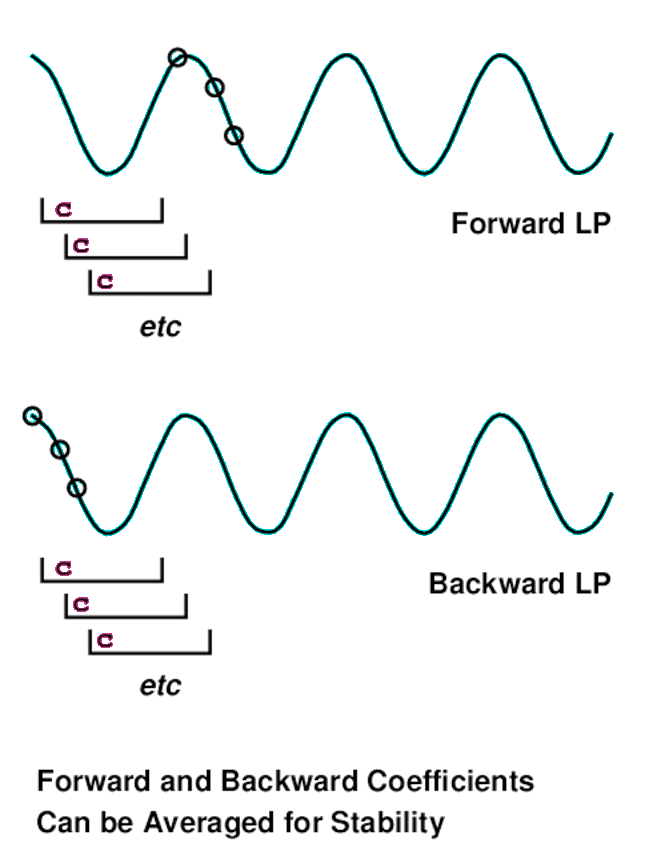 c
Forward LP
c
c
etc
c
Backward LP
c
c
etc
Forward and Backward Coefficients
Can be Averaged for Stability